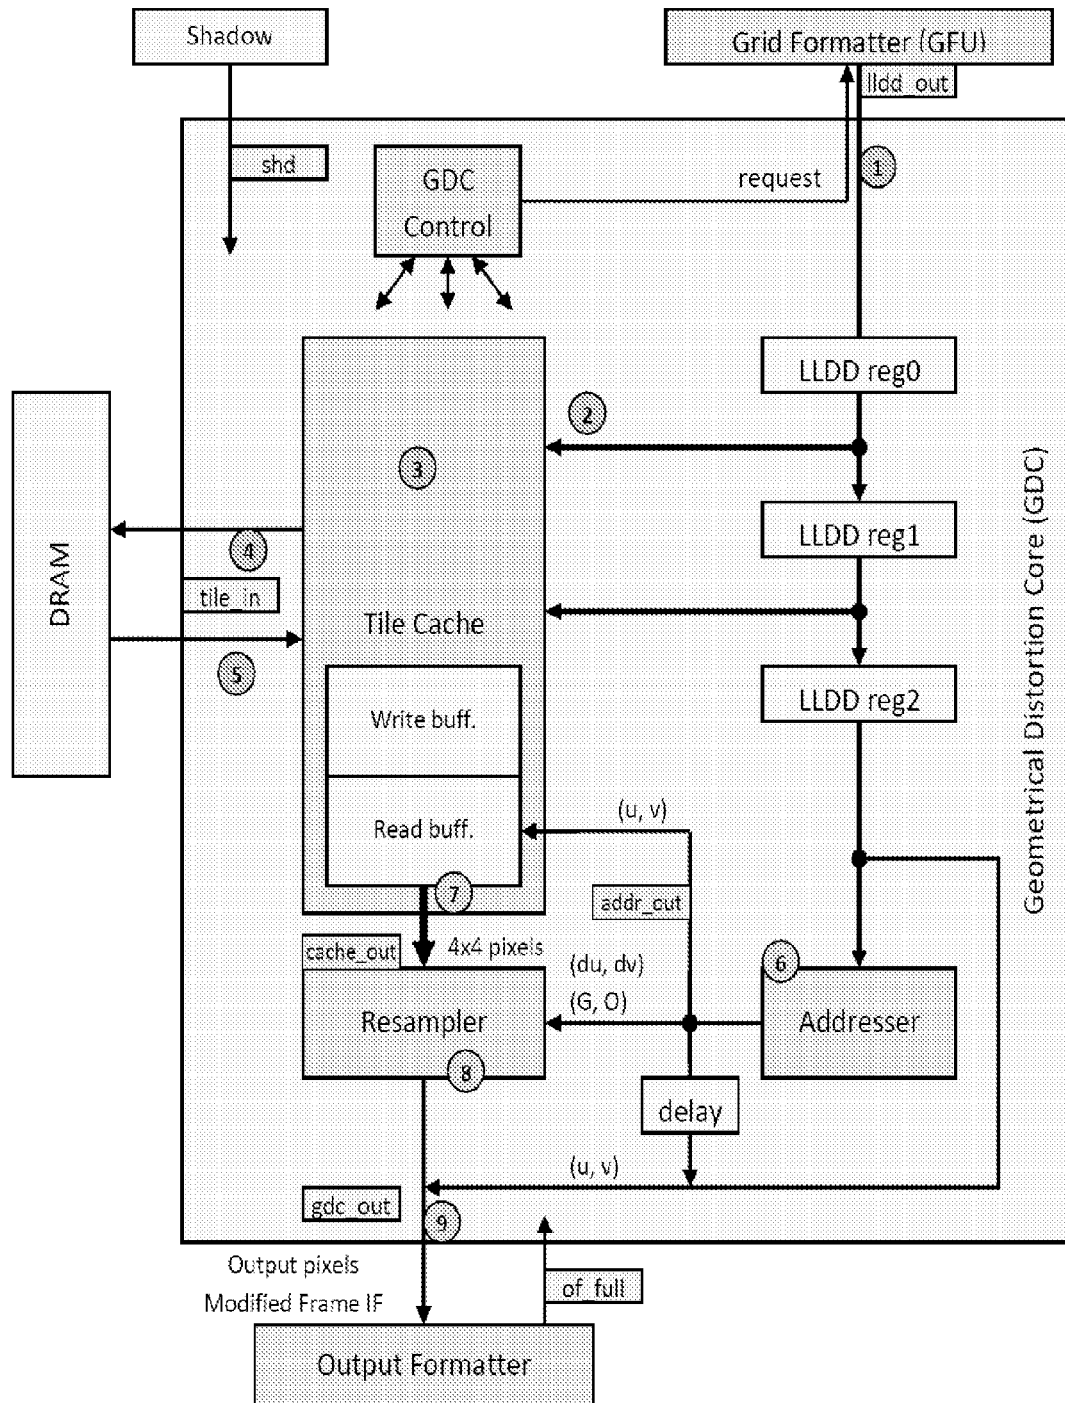 Shadow
Grid Formatter (GFU)
lldd_out
shd
GDC
Control
request
1
LLDD reg0
2
3
LLDD reg1
4
DRAM
tile_in
Tile Cache
5
LLDD reg2
Write buff.
Geometrical Distortion Core (GDC)
Read buff.
(u, v)
7
addr_out
cache_out
4x4 pixels
(du, dv)
6
(G, O)
Resampler
Addresser
8
delay
(u, v)
gdc_out
9
Output pixels
Modified Frame IF
of_full
Output Formatter